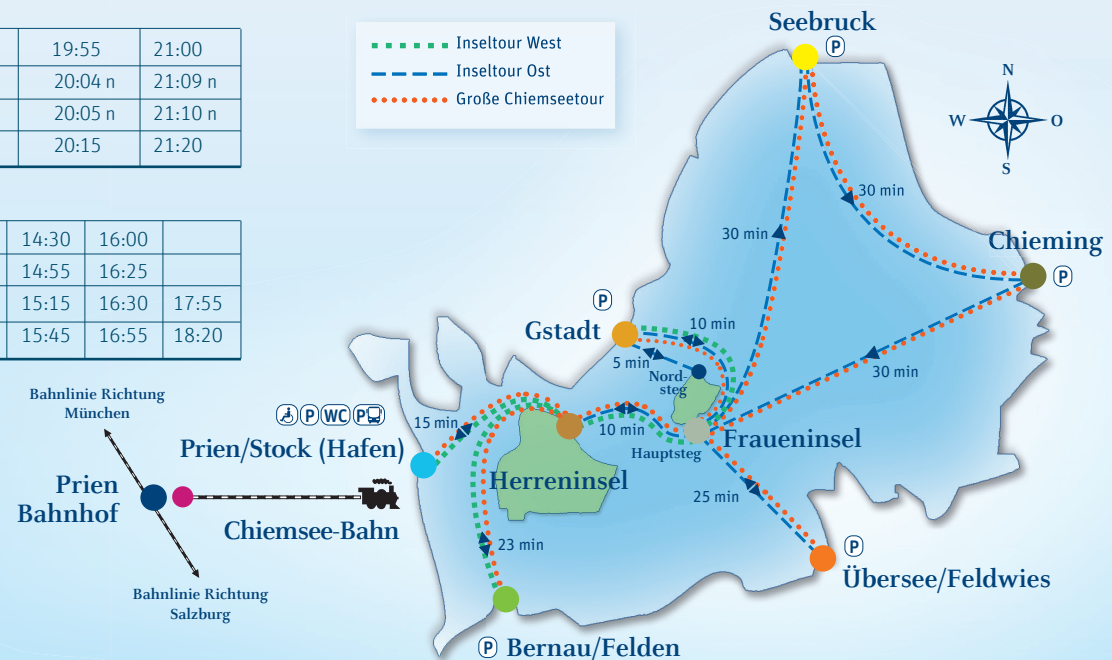 19:55 21:00
20:04 n 21:09 n
20:05 n 21:10 n
20:15 21:20
14:30 16:00
14:55 16:25
15:15 16:30 17:55
15:45 16:55 18:20
Inseltour West
Inseltour Ost
Große Chiemseetour
Seebruck
P
N
W
O
S
30 min
30 min
Chieming
P
P
Gstadt
10 min
5 min
Nord-
steg
30 min
Bahnlinie Richtung
München
P WC P
Prien/Stock (Hafen)
15 min
10 min
Hauptsteg
Fraueninsel
Herreninsel
Prien
Bahnhof
Chiemsee-Bahn
25 min
23 min
P
Übersee/Feldwies
Bahnlinie Richtung
Salzburg
P Bernau/Felden